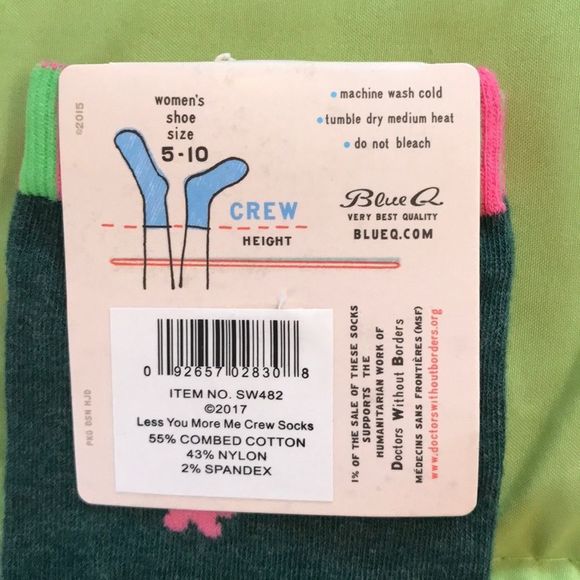 ©2015
women's
shoe
size
5-10
CREW
HEIGHT
• machine wash cold
• tumble dry medium heat
• do not bleach
Blue Q
VERY BEST QUALITY
BLUEQ.COM
0 92657 02830 8
ITEM NO. SW482
©2017
Less You More Me Crew Socks
55% COMBED COTTON
43% NYLON
2% SPANDEX
PKG DSN MJD
1% OF THE SALE OF THESE SOCKS
SUPPORTS THE
HUMANITARIAN WORK OF
Doctors Without Borders
MÉDECINS SANS FRONTIÈRES (MSF)
www.doctorswithoutborders.org